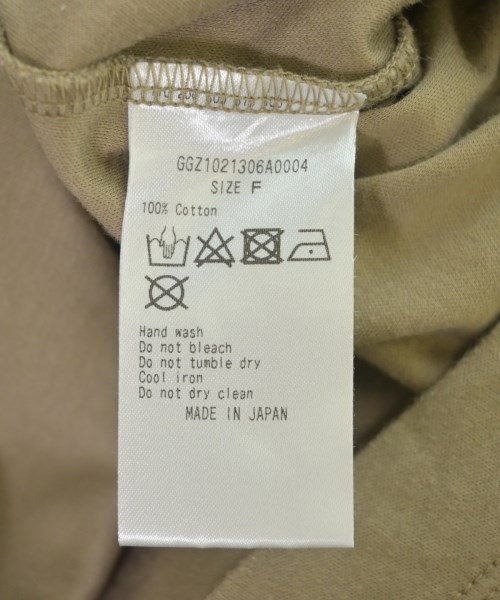 GGZ1021306A0004
SIZE F
100% Cotton
Hand wash
Do not bleach
Do not tumble dry
Cool iron
Do not dry clean
MADE IN JAPAN